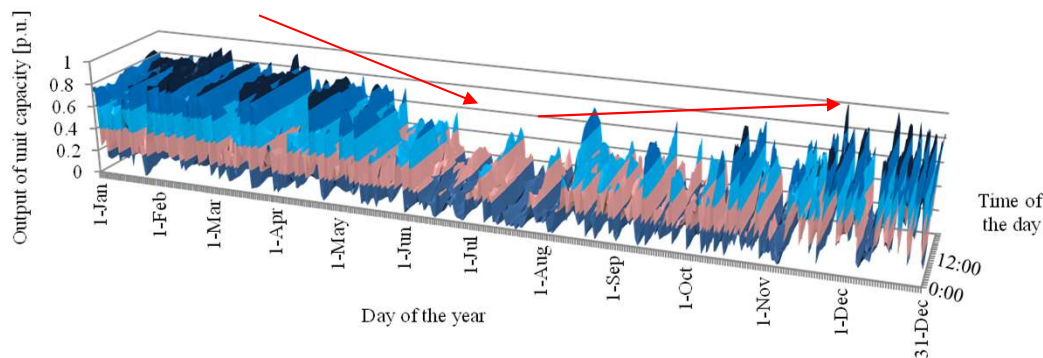 Output of unit capacity [p.u.]
1
0.8
0.6
0.4
0.2
0
1-Jan
1-Feb
1-Mar
1-Apr
1-May
1-Jun
1-Jul
1-Aug
1-Sep
1-Oct
1-Nov
1-Dec
31-Dec
Day of the year
0:00
12:00
Time of
the day